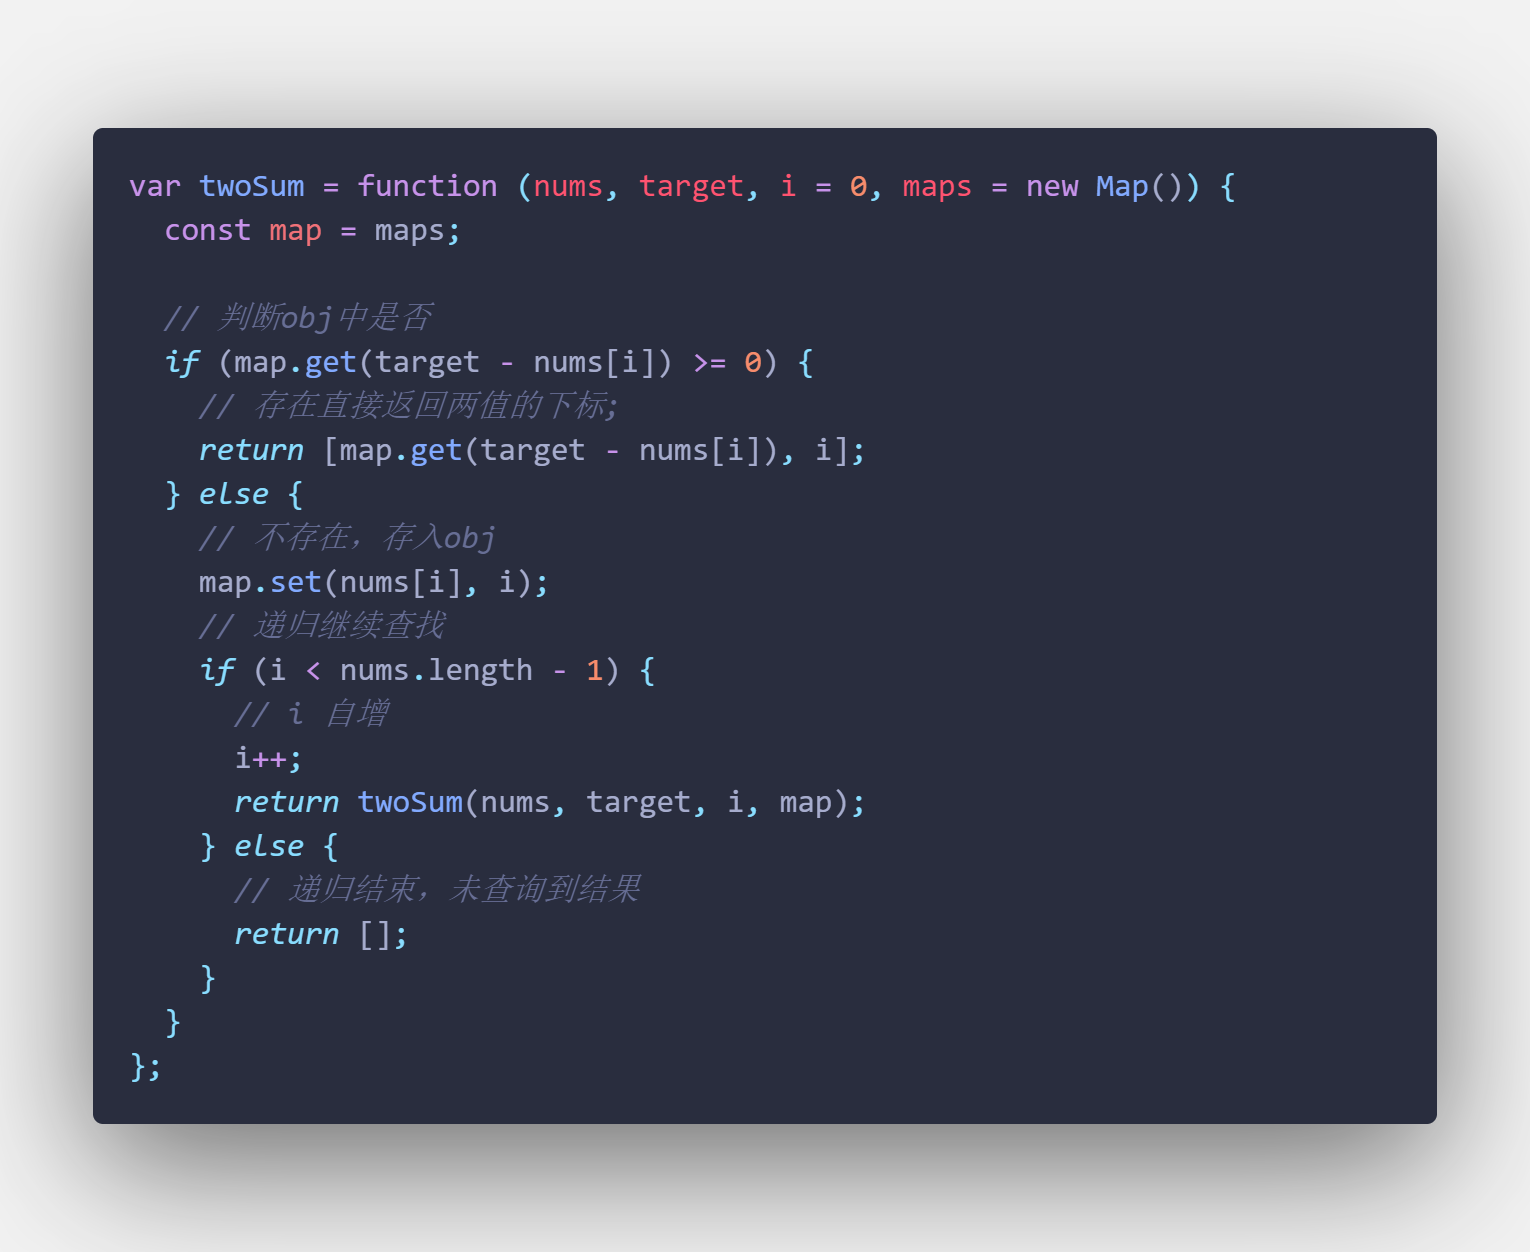 var twoSum = function (nums, target, i = 0, maps = new Map()) {
  const map = maps;

  // 判断obj中是否
  if (map.get(target - nums[i]) >= 0) {
    // 存在直接返回两值的下标;
    return [map.get(target - nums[i]), i];
  } else {
    // 不存在，存入obj
    map.set(nums[i], i);
    // 递归继续查找
    if (i < nums.length - 1) {
      // i 自增
      i++;
      return twoSum(nums, target, i, map);
    } else {
      // 递归结束，未查询到结果
      return [];
    }
  }
};